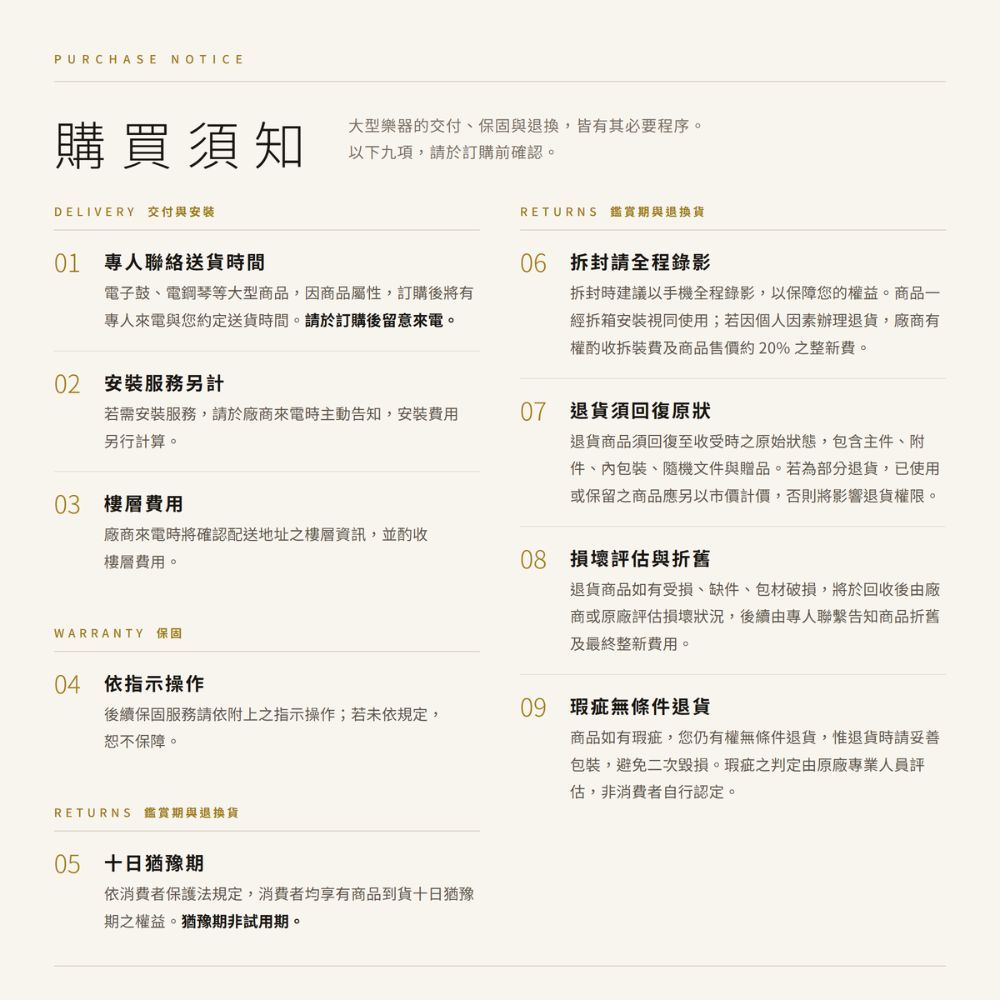 PURCHASE NOTICE
購買須知
大型樂器的交付、保固與退換，皆有其必要程序。
以下九項，請於訂購前確認。
DELIVERY 交付與安裝
01 專人聯絡送貨時間
電子鼓、電鋼琴等大型商品，因商品屬性，訂購後將有
專人來電與您約定送貨時間。請於訂購後留意來電。
02 安裝服務另計
若需安裝服務，請於廠商來電時主動告知，安裝費用
另行計算。
03 樓層費用
廠商來電時將確認配送地址之樓層資訊，並酌收
樓層費用。
WARRANTY 保固
04 依指示操作
後續保固服務請依附上之指示操作；若未依規定，
恕不保障。
RETURNS 鑑賞期與退換貨
05 十日猶豫期
依消費者保護法規定，消費者均享有商品到貨十日猶豫
期之權益。猶豫期非試用期。
RETURNS 鑑賞期與退換貨
06 拆封請全程錄影
拆封時建議以手機全程錄影，以保障您的權益。商品一
經拆箱安裝視同使用；若因個人因素辦理退貨，廠商有
權酌收拆裝費及商品售價約 20% 之整新費。
07 退貨須回復原狀
退貨商品須回復至收受時之原始狀態，包含主件、附
件、內包裝、隨機文件與贈品。若為部分退貨，已使用
或保留之商品應另以市價計價，否則將影響退貨權限。
08 損壞評估與折舊
退貨商品如有受損、缺件、包材破損，將於回收後由廠
商或原廠評估損壞狀況，後續由專人聯繫告知商品折舊
及最終整新費用。
09 瑕疵無條件退貨
商品如有瑕疵，您仍有權無條件退貨，惟退貨時請妥善
包裝，避免二次毀損。瑕疵之判定由原廠專業人員評
估，非消費者自行認定。